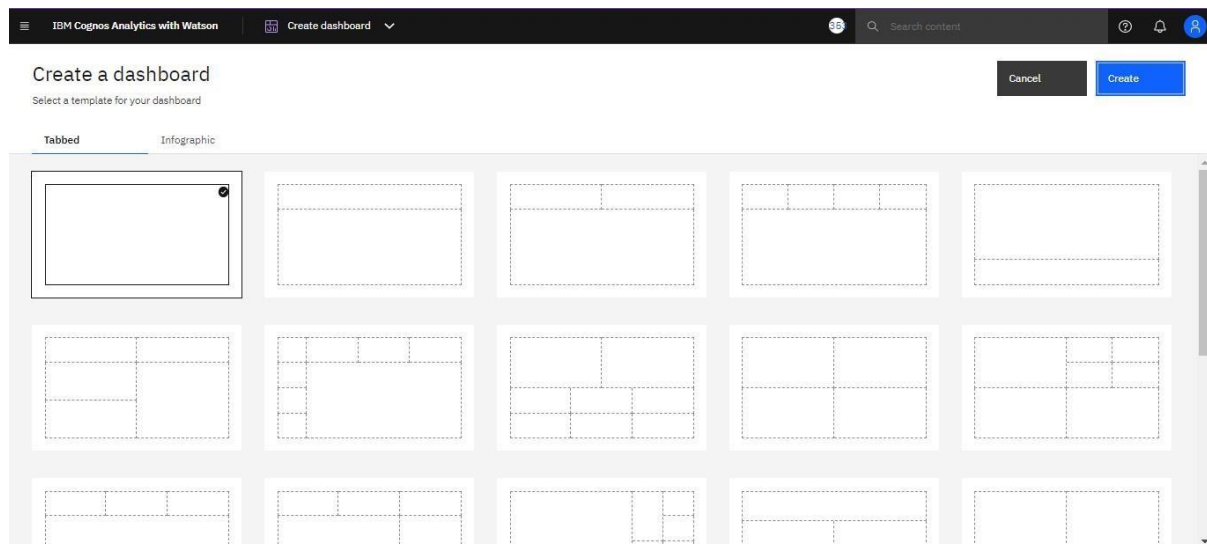 IBM Cognos Analytics with Watson
Create dashboard
Search content
Create a dashboard
Select a template for your dashboard
Cancel
Create
Tabbed
Infographic